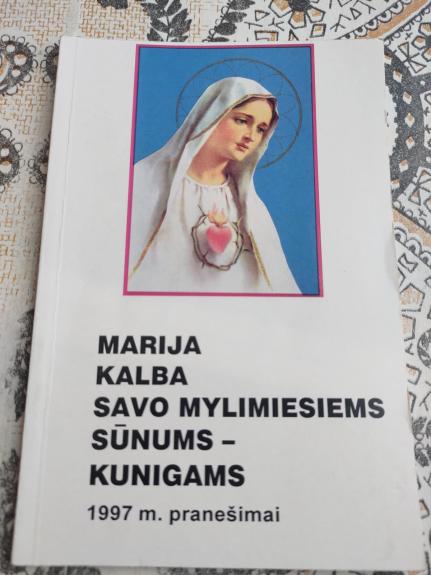 MARIJA
KALBA
SAVO MYLIMIESIEMS
SŪNUMS –
KUNIGAMS
1997 m. pranešimai